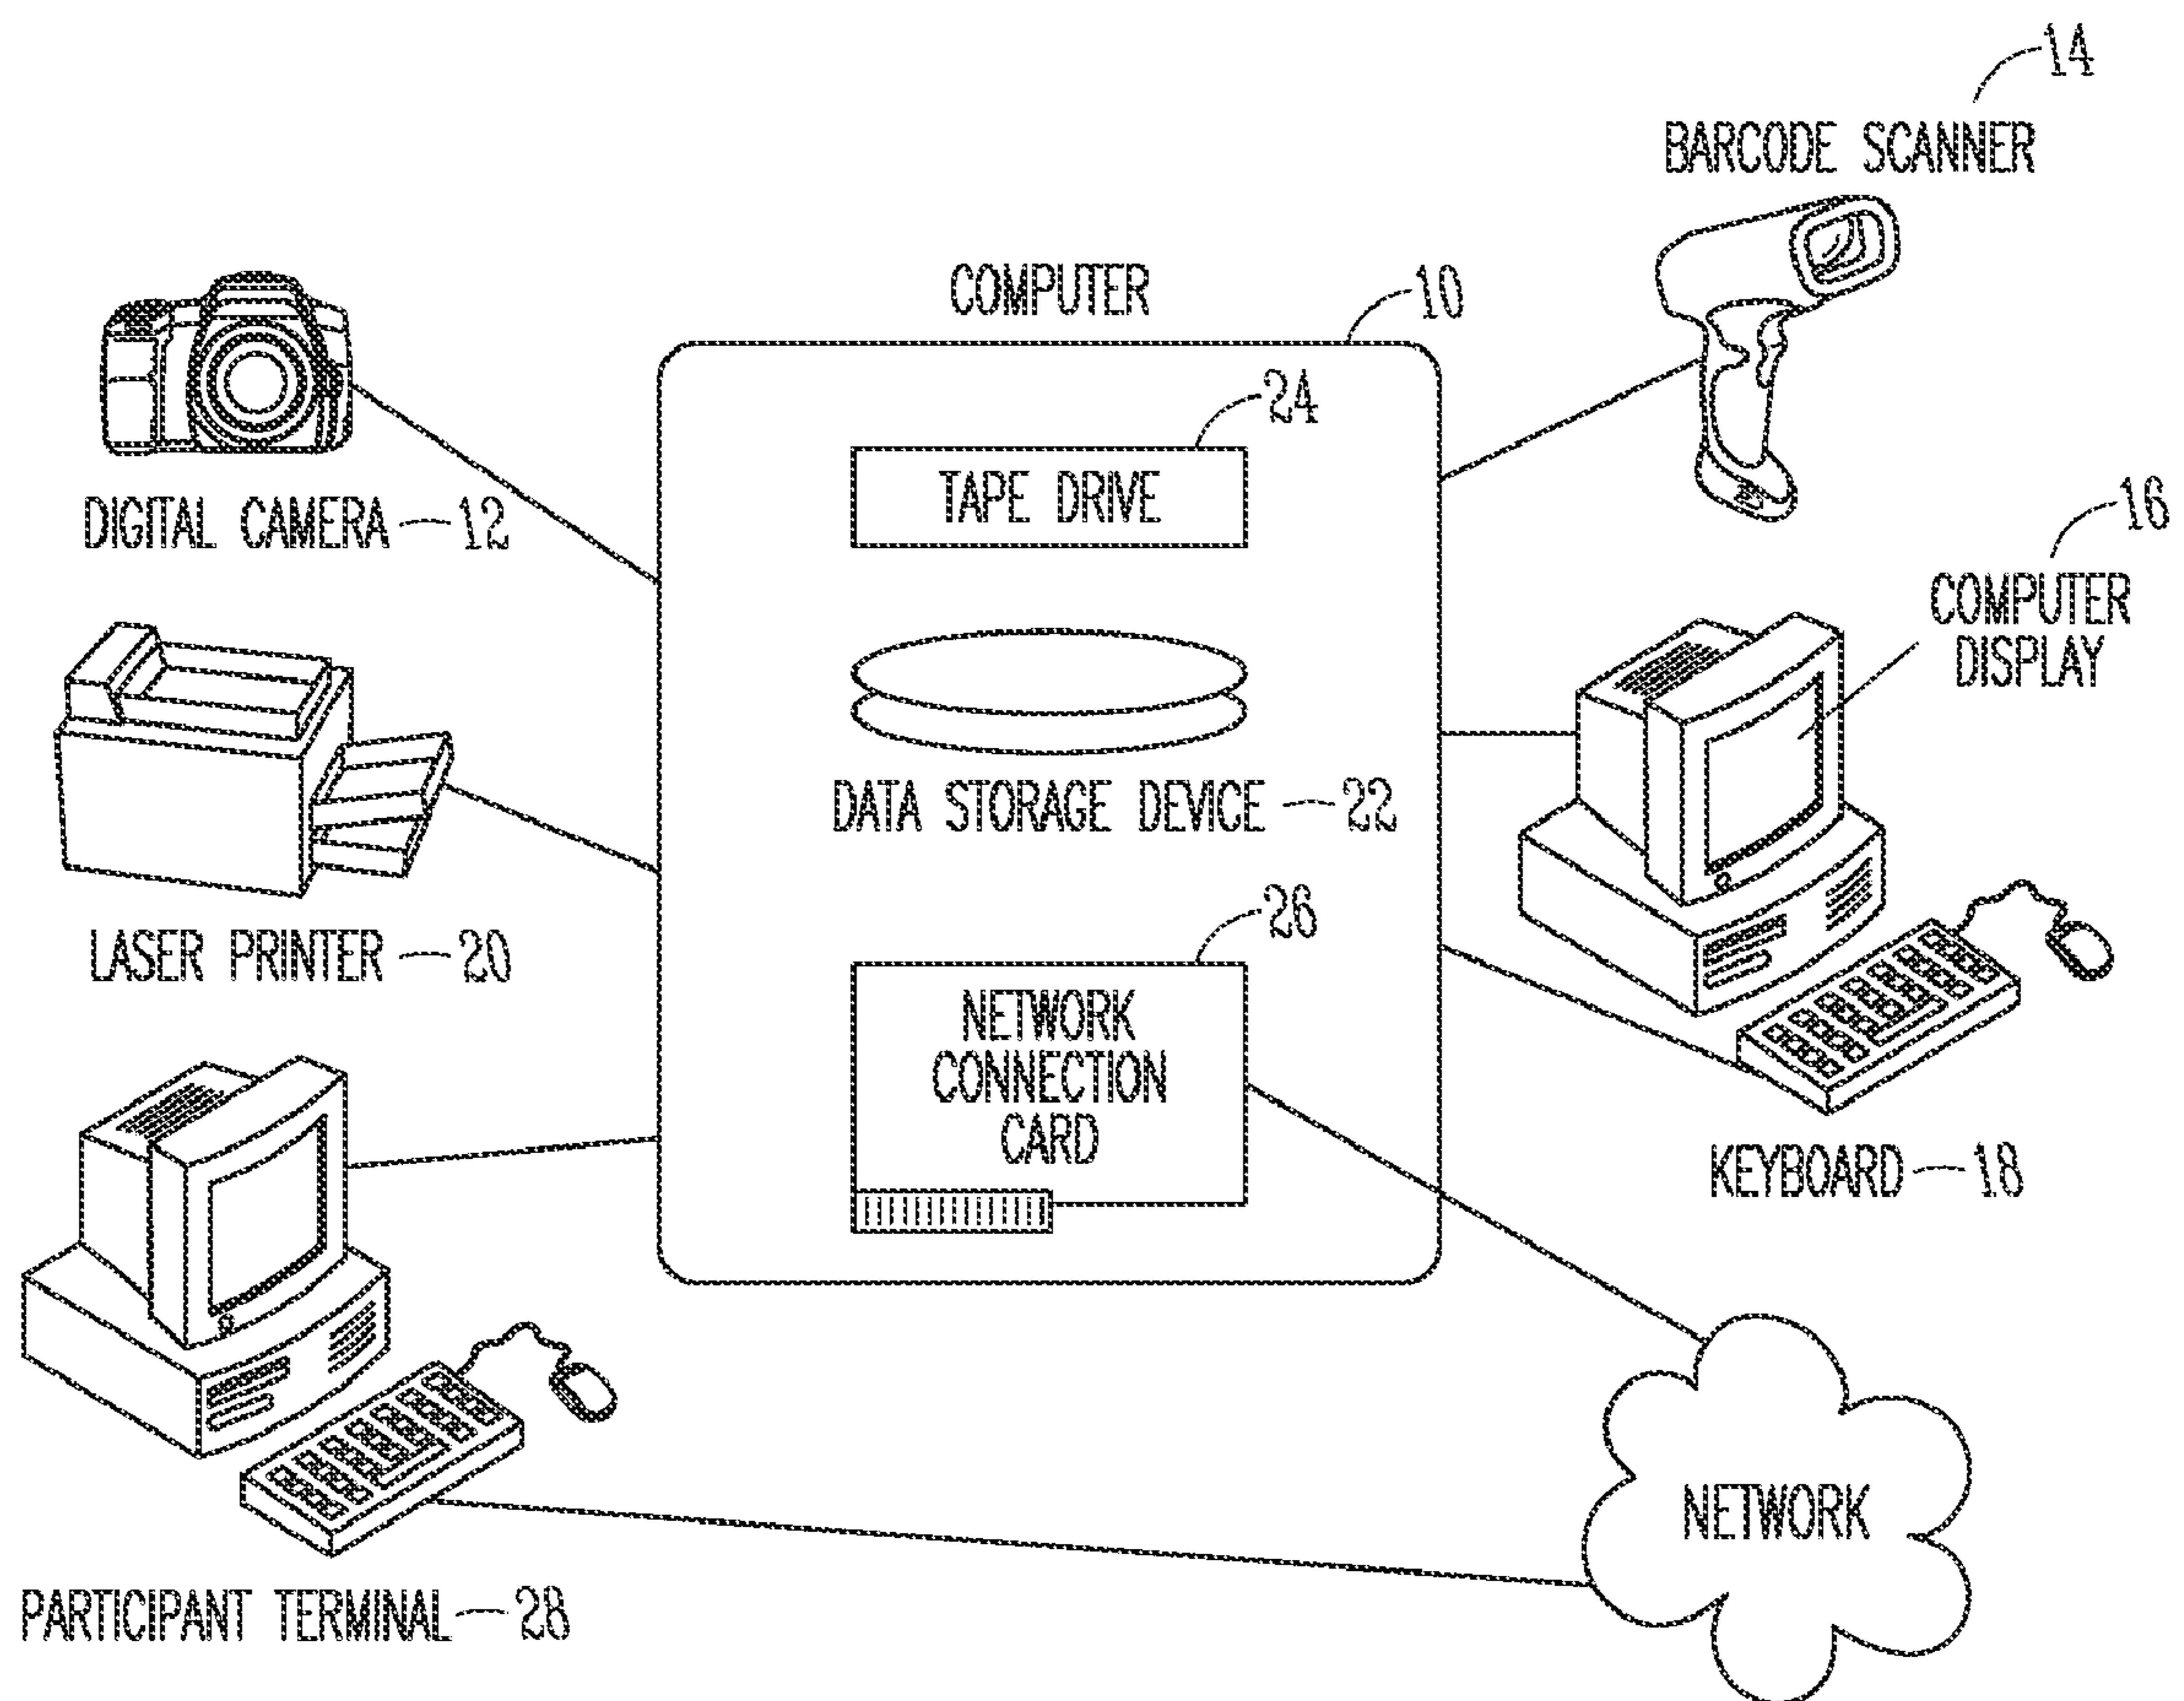 14
BARCODE SCANNER
COMPUTER
10
24
TAPE DRIVE
DIGITAL CAMERA 12
16
COMPUTER
DISPLAY
DATA STORAGE DEVICE 22
LASER PRINTER 20
26
NETWORK
CONNECTION
CARD
KEYBOARD 18
NETWORK
PARTICIPANT TERMINAL 28